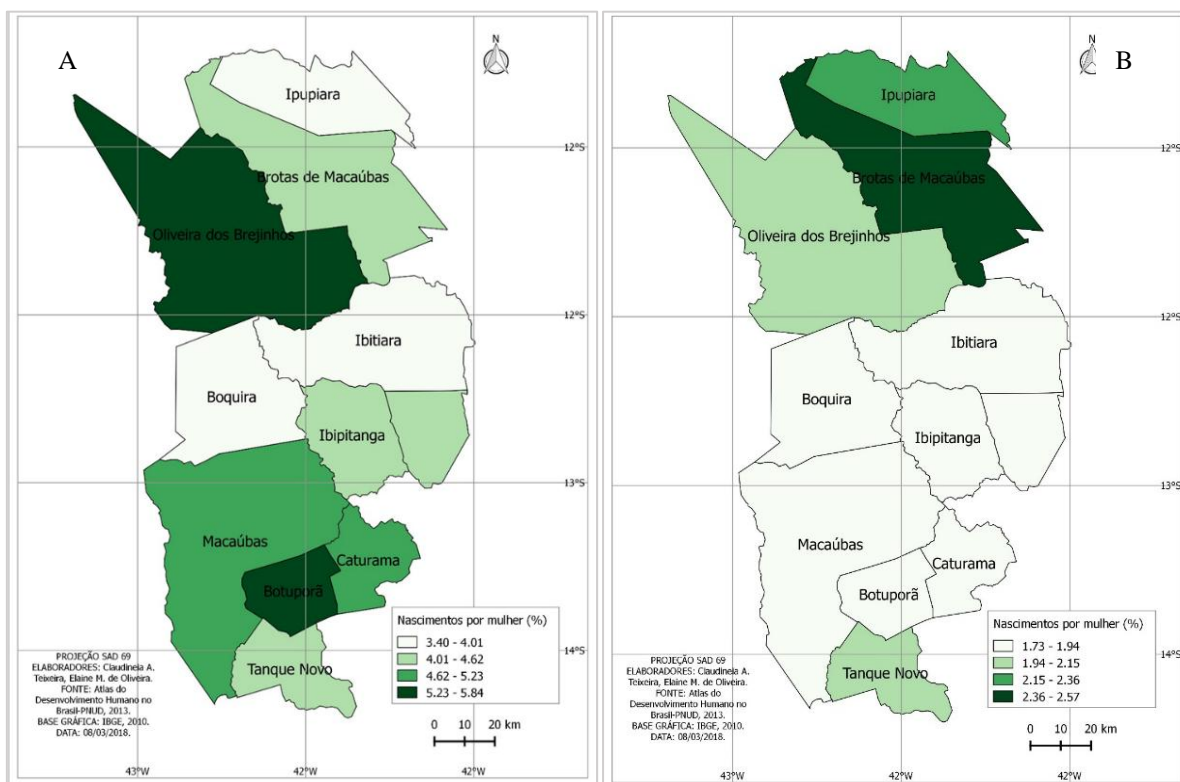 A
N
Ipupiara
12°S
Brotas de Macaúbas
Oliveira dos Brejinhos
12°S
Ibitiara
Boquira
Ibipitanga
13°S
Macaúbas
Caturama
Botuporã
Nascimentos por mulher (%)
3.40 - 4.01
4.01 - 4.62
4.62 - 5.23
5.23 - 5.84
14°S
Tanque Novo
PROJEÇÃO SAD 69
ELABORADORES: Claudineia A.
Teixeira, Elaine M. de Oliveira.
FONTE: Atlas do
Desenvolvimento Humano no
Brasil-PNUD, 2013.
BASE GRÁFICA: IBGE, 2010.
DATA: 08/03/2018.
0 10 20 km
43°W
42°W
N
B
Ipupiara
12°S
Brotas de Macaúbas
Oliveira dos Brejinhos
12°S
Ibitiara
Boquira
Ibipitanga
13°S
Macaúbas
Caturama
Botuporã
Nascimentos por mulher (%)
1.73 - 1.94
1.94 - 2.15
2.15 - 2.36
2.36 - 2.57
14°S
Tanque Novo
PROJEÇÃO SAD 69
ELABORADORES: Claudineia A.
Teixeira, Elaine M. de Oliveira.
FONTE: Atlas do
Desenvolvimento Humano no
Brasil-PNUD, 2013.
BASE GRÁFICA: IBGE, 2010.
DATA: 08/03/2018.
0 10 20 km
43°W
42°W
42°W